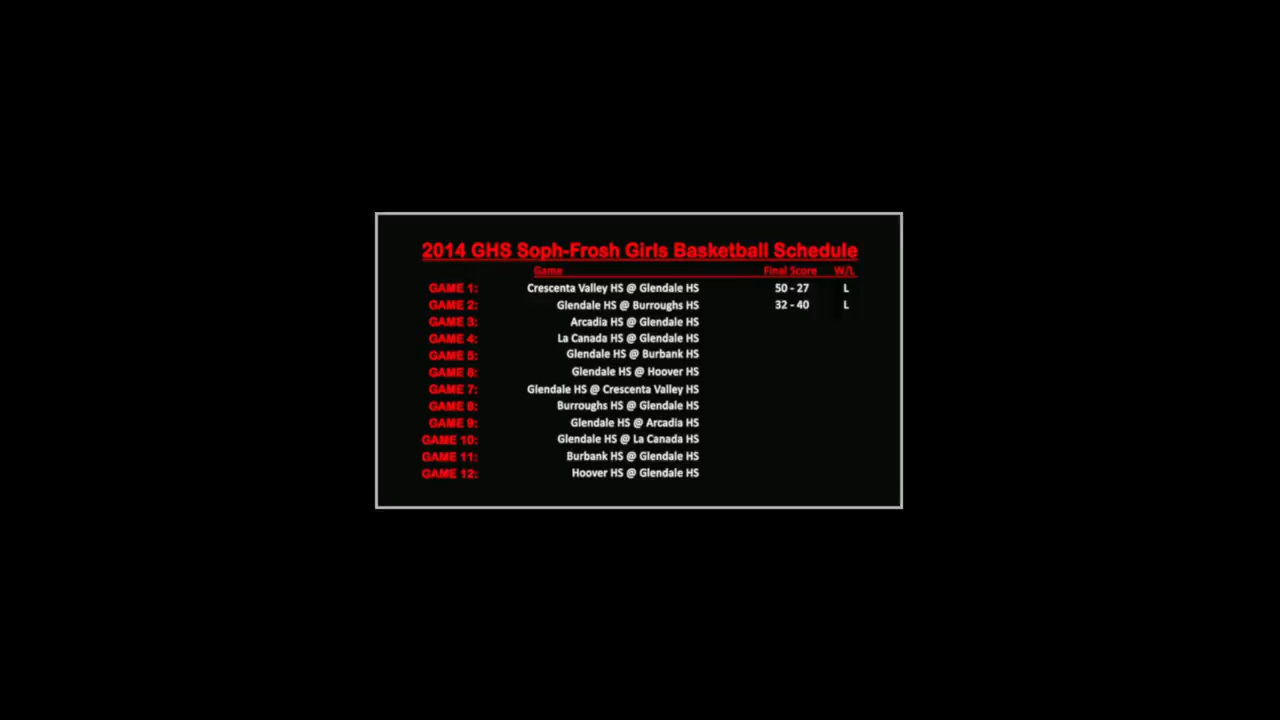 2014 GHS Soph-Frosh Girls Basketball Schedule
Game Final Score W/L
GAME 1: Crescenta Valley HS @ Glendale HS 50 - 27 L
GAME 2: Glendale HS @ Burroughs HS 32 - 40 L
GAME 3: Arcadia HS @ Glendale HS
GAME 4: La Canada HS @ Glendale HS
GAME 5: Glendale HS @ Burbank HS
GAME 6: Glendale HS @ Hoover HS
GAME 7: Glendale HS @ Crescenta Valley HS
GAME 8: Burroughs HS @ Glendale HS
GAME 9: Glendale HS @ Arcadia HS
GAME 10: Glendale HS @ La Canada HS
GAME 11: Burbank HS @ Glendale HS
GAME 12: Hoover HS @ Glendale HS